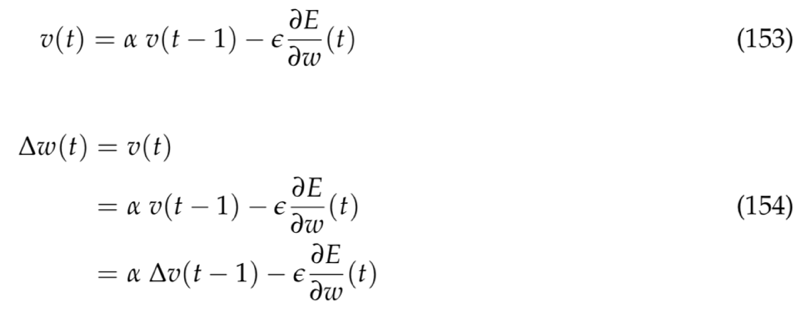 v(t) = α v(t − 1) − ϵ ∂E/∂w (t) (153)
Δw(t) = v(t)
= α v(t − 1) − ϵ ∂E/∂w (t) (154)
= α Δv(t − 1) − ϵ ∂E/∂w (t)